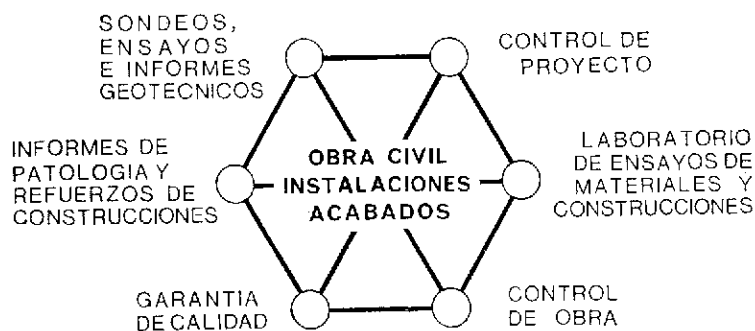 SONDEOS,
ENSAYOS
E INFORMES
GEOTECNICOS
CONTROL DE
PROYECTO
INFORMES DE
PATOLOGIA Y
REFUERZOS DE
CONSTRUCCIONES
OBRA CIVIL
INSTALACIONES
ACABADOS
LABORATORIO
DE ENSAYOS DE
MATERIALES Y
CONSTRUCCIONES
GARANTIA
DE CALIDAD
CONTROL
DE OBRA